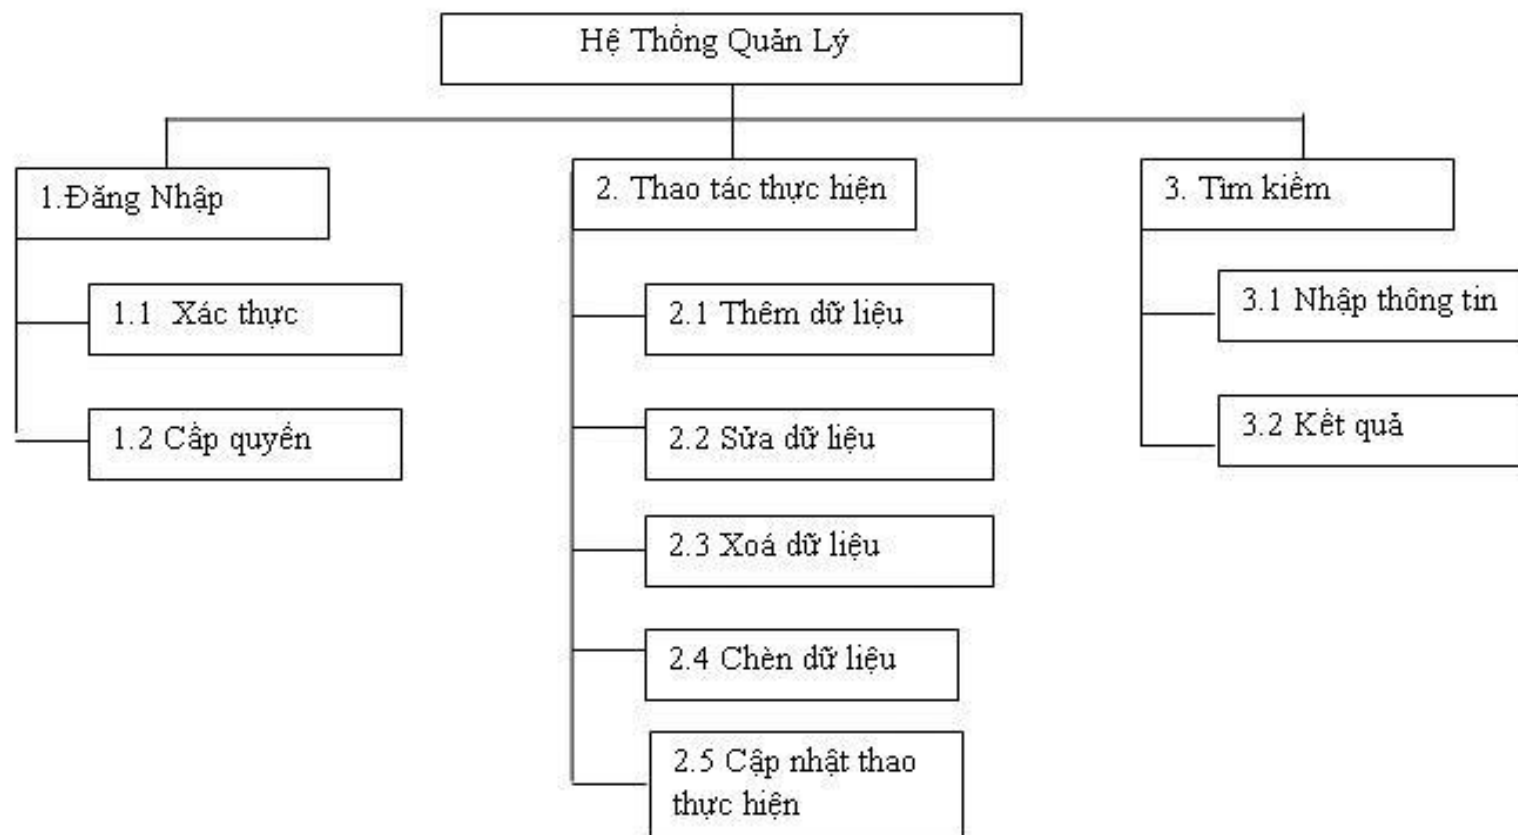 Hệ Thống Quản Lý
1.Đăng Nhập
1.1 Xác thực
1.2 Cấp quyền
2. Thao tác thực hiện
2.1 Thêm dữ liệu
2.2 Sửa dữ liệu
2.3 Xoá dữ liệu
2.4 Chèn dữ liệu
2.5 Cập nhật thao
thực hiện
3. Tìm kiếm
3.1 Nhập thông tin
3.2 Kết quả